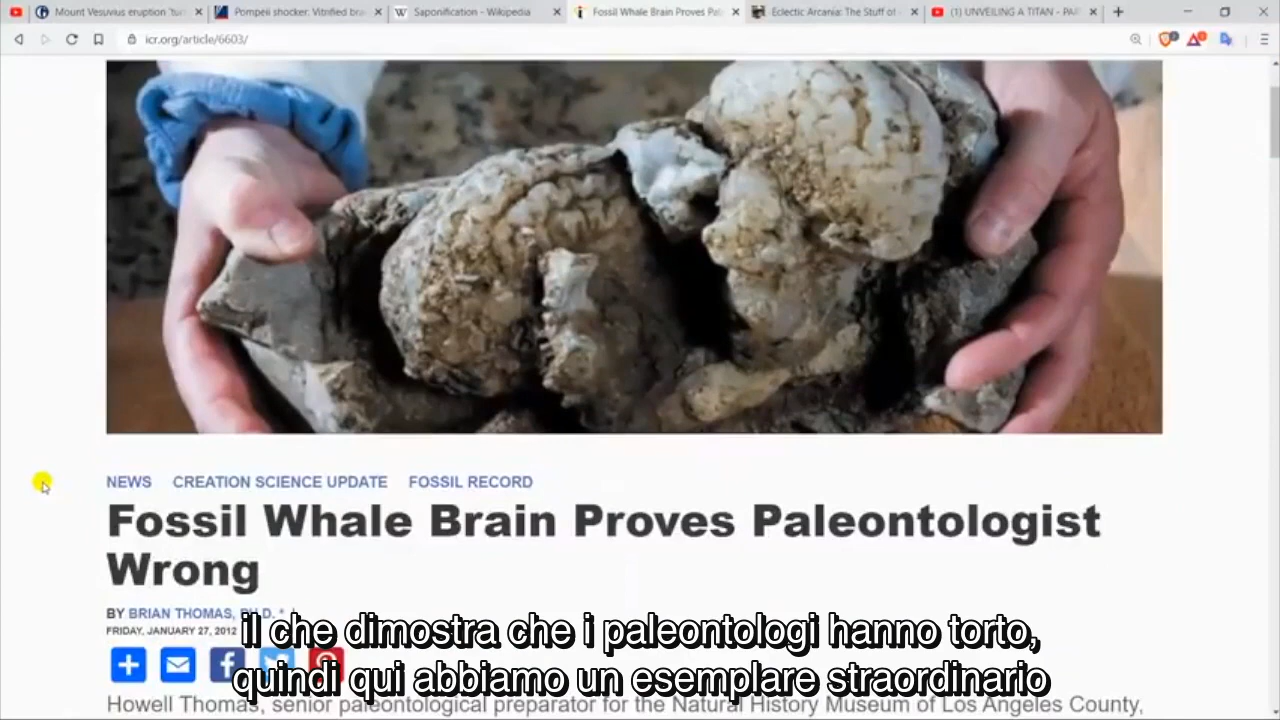 Mount Vesuvius eruption 'tur
Pompeii shocker: Vitrified bra
Saponification - Wikipedia
Fossil Whale Brain Proves Pal
Eclectic Arcania: The Stuff of
(1) UNVEILING A TITAN - PA
icr.org/article/6603/
NEWS CREATION SCIENCE UPDATE FOSSIL RECORD
Fossil Whale Brain Proves Paleontologist
Wrong
BY BRIAN THOMAS, PH.D. *
FRIDAY, JANUARY 27, 2012
il che dimostra che i paleontologi hanno torto,
quindi qui abbiamo un esemplare straordinario
Howell Thomas, senior paleontological preparator for the Natural History Museum of Los Angeles County,